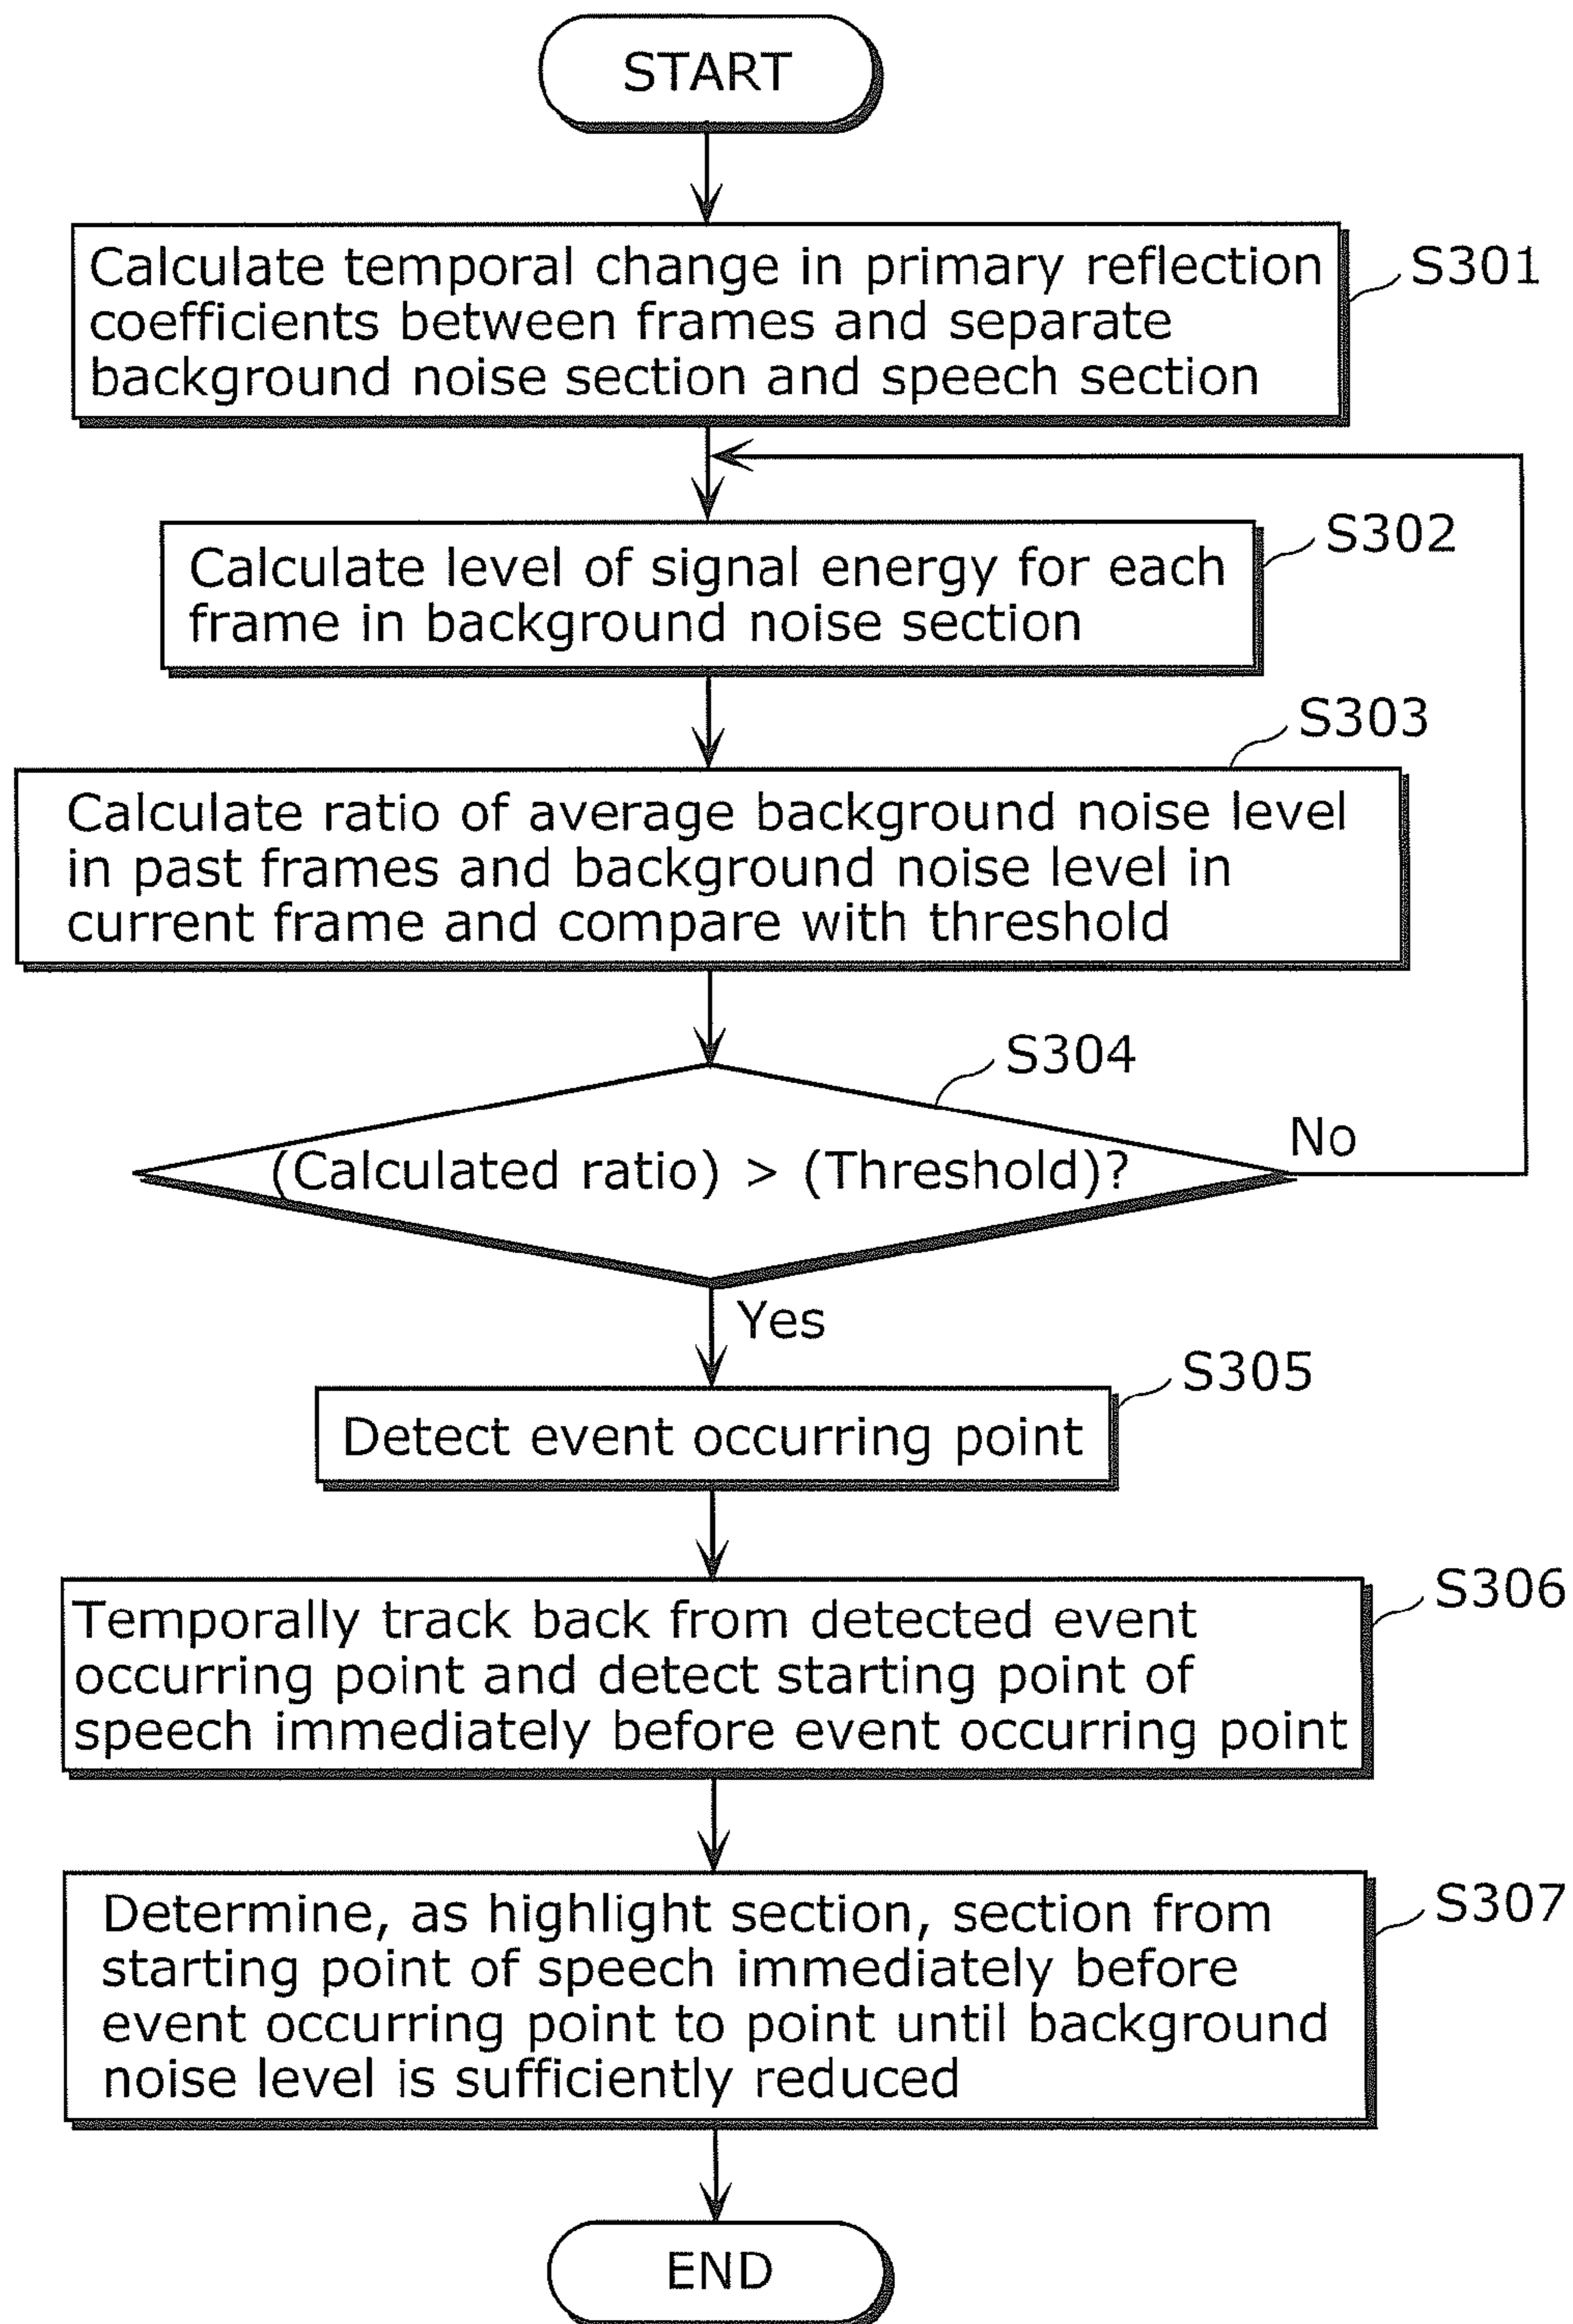 START
Calculate temporal change in primary reflection
coefficients between frames and separate
background noise section and speech section
S301
Calculate level of signal energy for each
frame in background noise section
S302
S303
Calculate ratio of average background noise level
in past frames and background noise level in
current frame and compare with threshold
S304
(Calculated ratio) > (Threshold)?
No
Yes
S305
Detect event occurring point
S306
Temporally track back from detected event
occurring point and detect starting point of
speech immediately before event occurring point
S307
Determine, as highlight section, section from
starting point of speech immediately before
event occurring point to point until background
noise level is sufficiently reduced
END